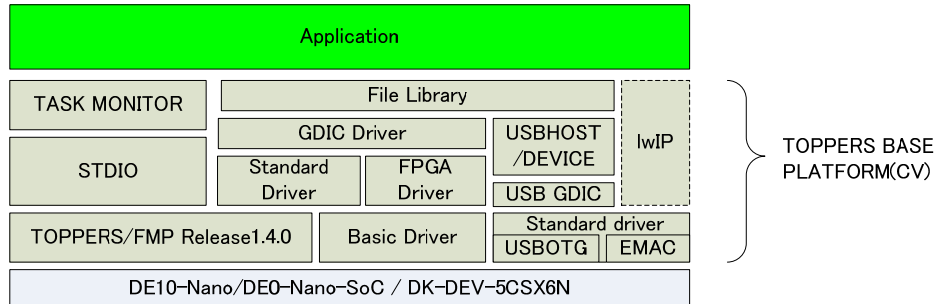 Application
TASK MONITOR
File Library
GDIC Driver
USBHOST
/DEVICE
lwIP
STDIO
Standard
Driver
FPGA
Driver
USB GDIC
TOPPERS BASE
PLATFORM(CV)
TOPPERS/FMP Release1.4.0
Basic Driver
Standard driver
USBOTG
EMAC
DE10-Nano/DE0-Nano-SoC / DK-DEV-5CSX6N